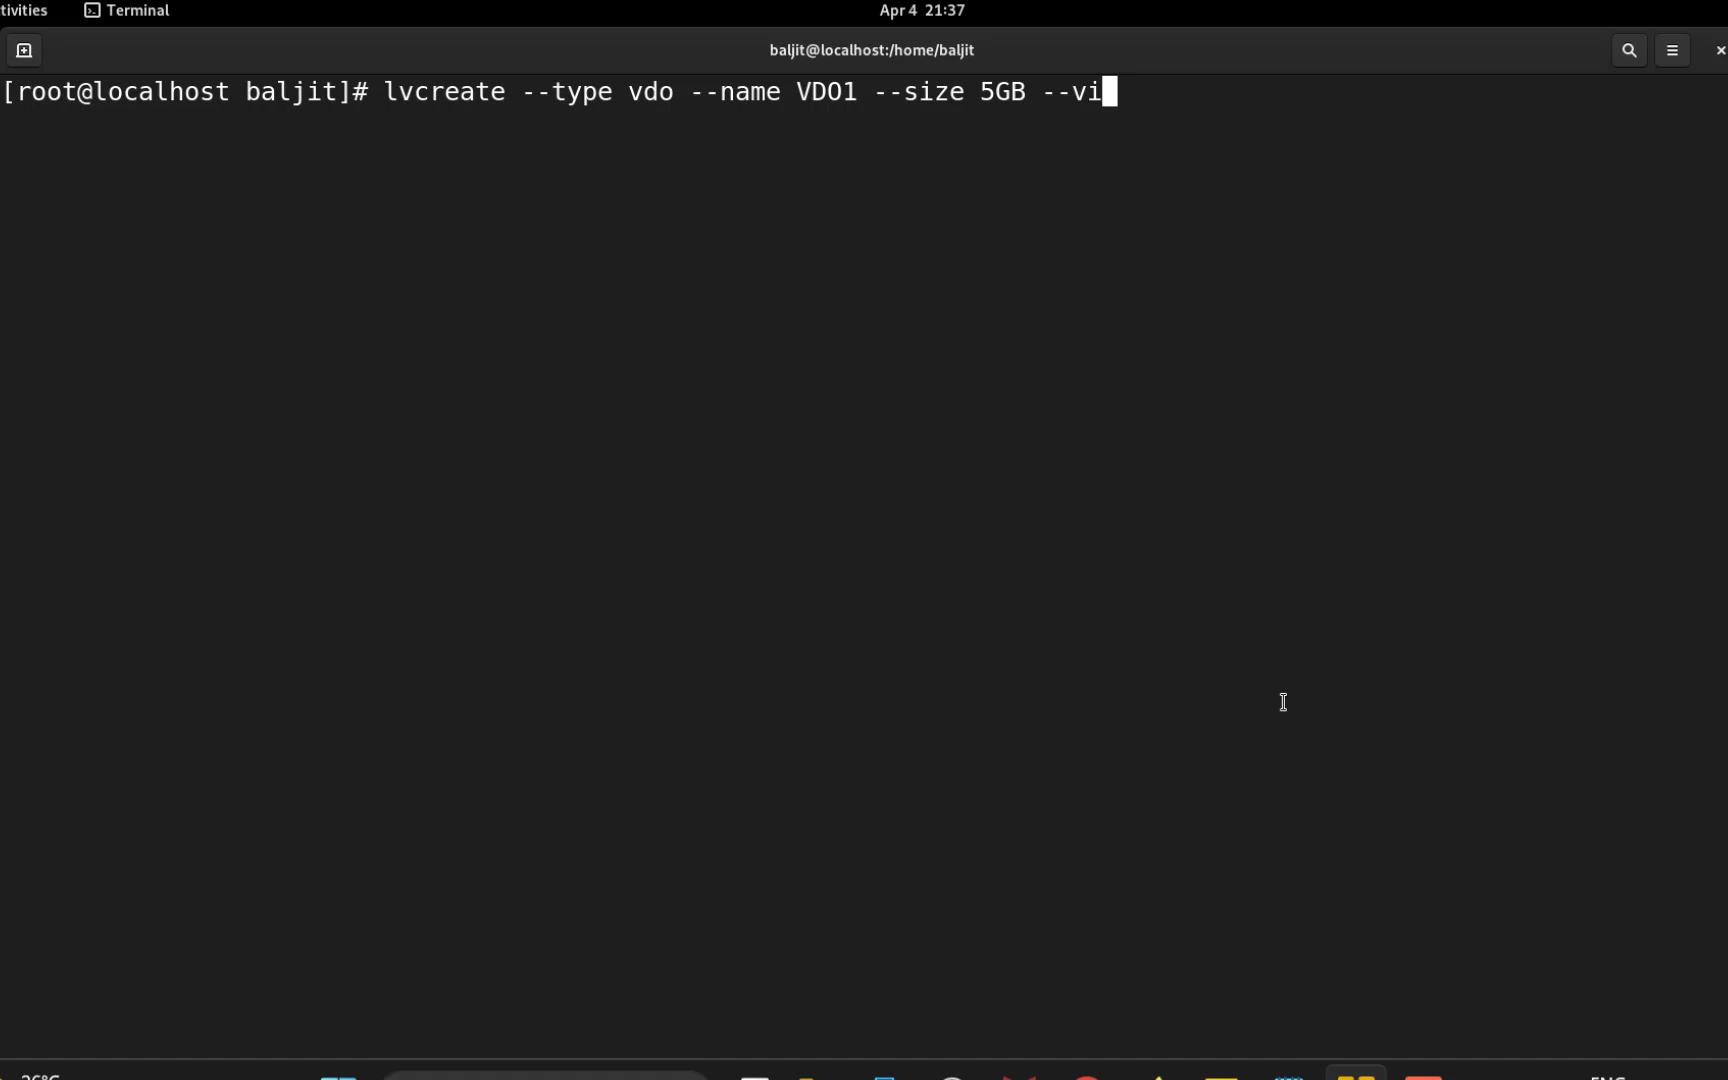 tivities Terminal Apr 4 21:37
baljit@localhost:/home/baljit
[root@localhost baljit]# lvcreate --type vdo --name VDO1 --size 5GB --vi